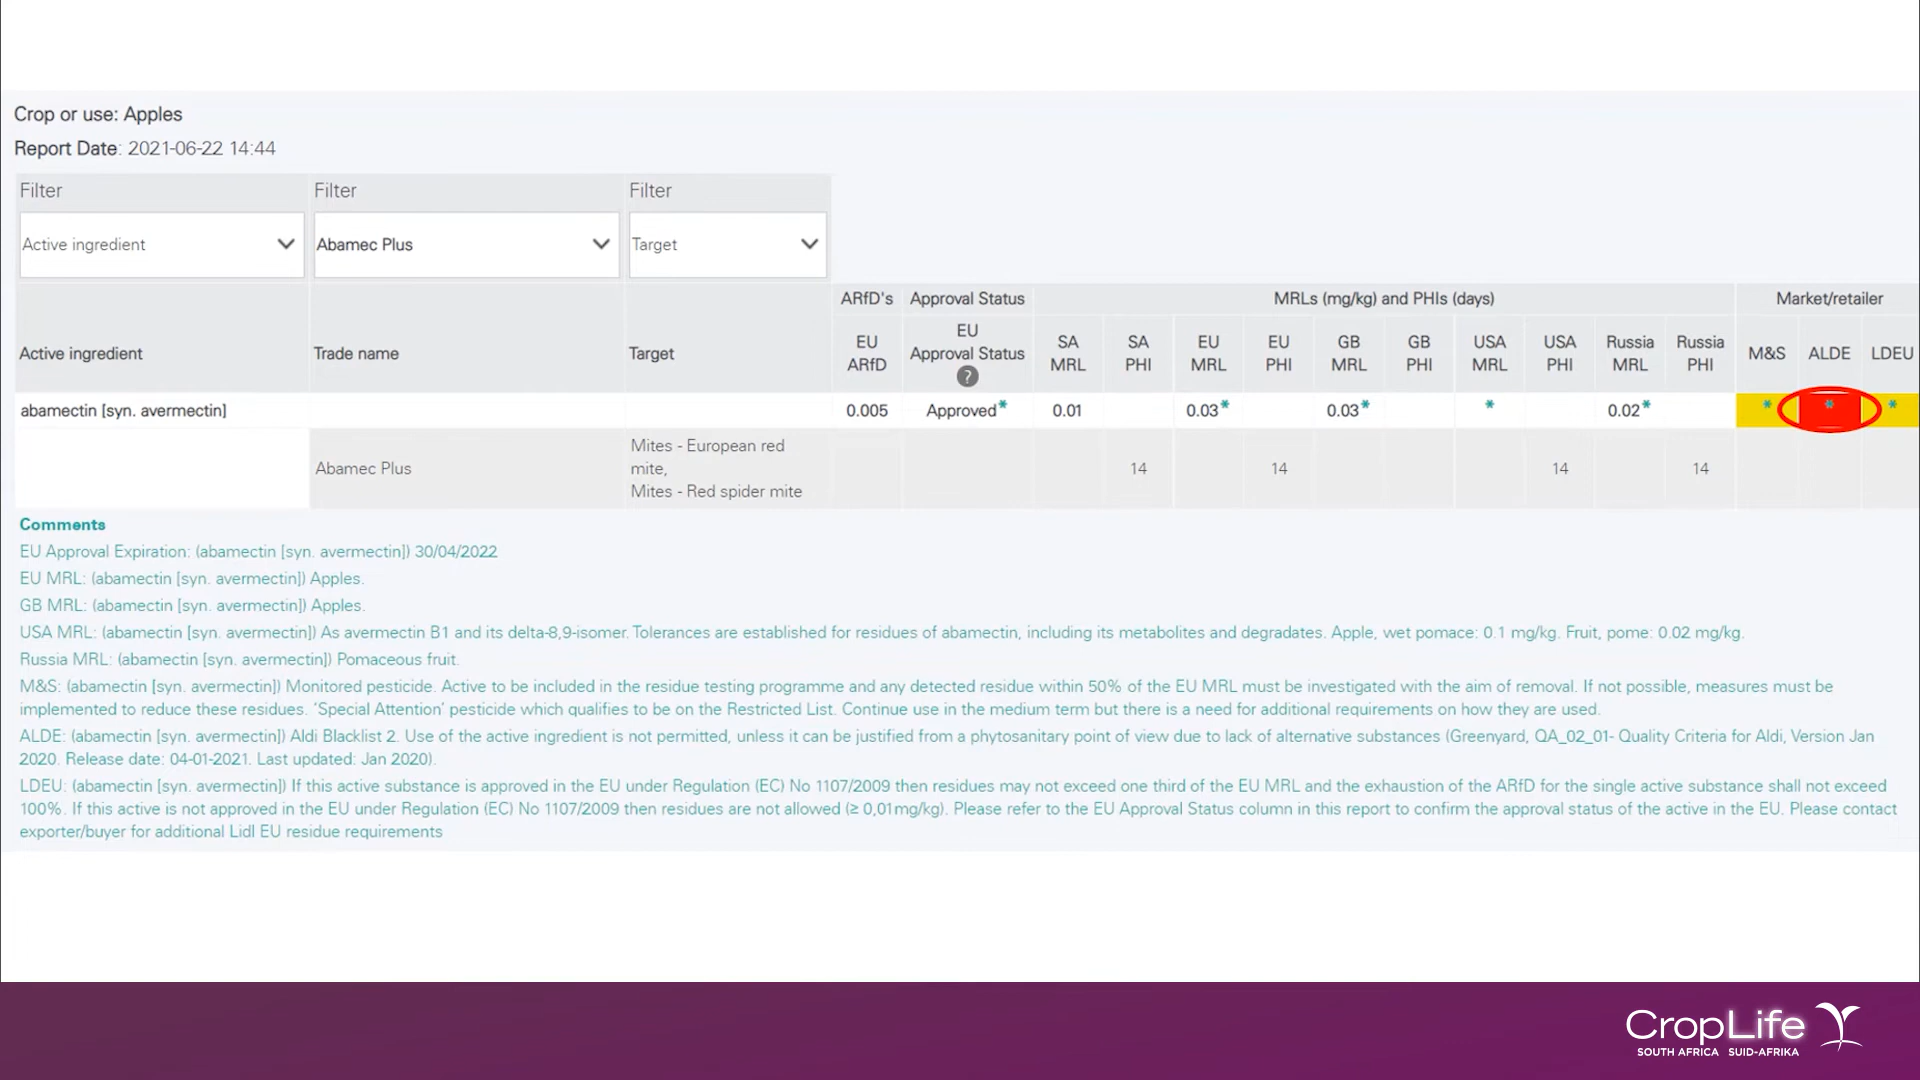 Crop or use: Apples
Report Date: 2021-06-22 14:44
Filter Filter Filter
Active ingredient Abamec Plus Target
ARfD's Approval Status MRLs (mg/kg) and PHIs (days) Market/retailer
Active ingredient Trade name Target EU ARfD EU Approval Status ? SA MRL SA PHI EU MRL EU PHI GB MRL GB PHI USA MRL USA PHI Russia MRL Russia PHI M&S ALDE LDEU
abamectin [syn. avermectin] 0.005 Approved* 0.01 0.03* 0.03* * 0.02* * * *
Abamec Plus Mites - European red mite, Mites - Red spider mite 14 14 14 14
Comments
EU Approval Expiration: (abamectin [syn. avermectin]) 30/04/2022
EU MRL: (abamectin [syn. avermectin]) Apples.
GB MRL: (abamectin [syn. avermectin]) Apples.
USA MRL: (abamectin [syn. avermectin]) As avermectin B1 and its delta-8,9-isomer. Tolerances are established for residues of abamectin, including its metabolites and degradates. Apple, wet pomace: 0.1 mg/kg. Fruit, pome: 0.02 mg/kg.
Russia MRL: (abamectin [syn. avermectin]) Pomaceous fruit.
M&S: (abamectin [syn. avermectin]) Monitored pesticide. Active to be included in the residue testing programme and any detected residue within 50% of the EU MRL must be investigated with the aim of removal. If not possible, measures must be
implemented to reduce these residues. ‘Special Attention’ pesticide which qualifies to be on the Restricted List. Continue use in the medium term but there is a need for additional requirements on how they are used.
ALDE: (abamectin [syn. avermectin]) Aldi Blacklist 2. Use of the active ingredient is not permitted, unless it can be justified from a phytosanitary point of view due to lack of alternative substances (Greenyard, QA_02_01- Quality Criteria for Aldi, Version Jan
2020. Release date: 04-01-2021. Last updated: Jan 2020).
LDEU: (abamectin [syn. avermectin]) If this active substance is approved in the EU under Regulation (EC) No 1107/2009 then residues may not exceed one third of the EU MRL and the exhaustion of the ARfD for the single active substance shall not exceed
100%. If this active is not approved in the EU under Regulation (EC) No 1107/2009 then residues are not allowed (≥ 0,01mg/kg). Please refer to the EU Approval Status column in this report to confirm the approval status of the active in the EU. Please contact
exporter/buyer for additional Lidl EU residue requirements
CropLife
SOUTH AFRICA SUID-AFRIKA